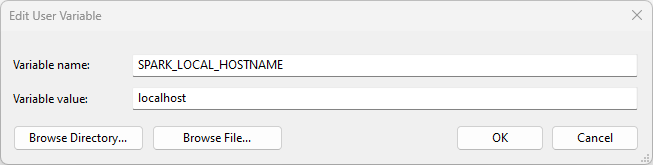 Edit User Variable
Variable name: SPARK_LOCAL_HOSTNAME
Variable value: localhost
Browse Directory... Browse File... OK Cancel